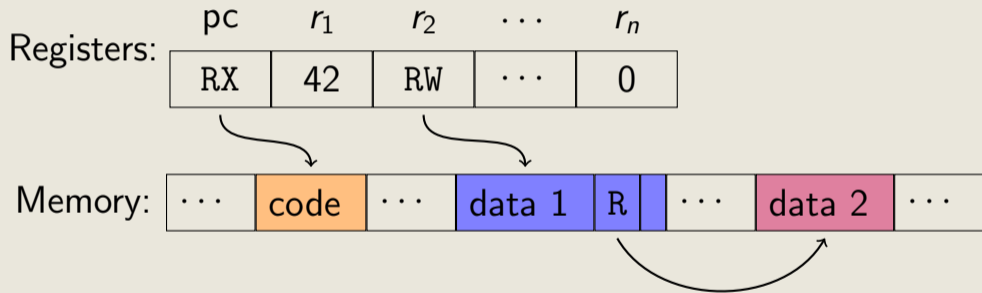 pc r₁ r₂ ··· rₙ
Registers: RX 42 RW ··· 0
Memory: ··· code ··· data 1 R ··· data 2 ···